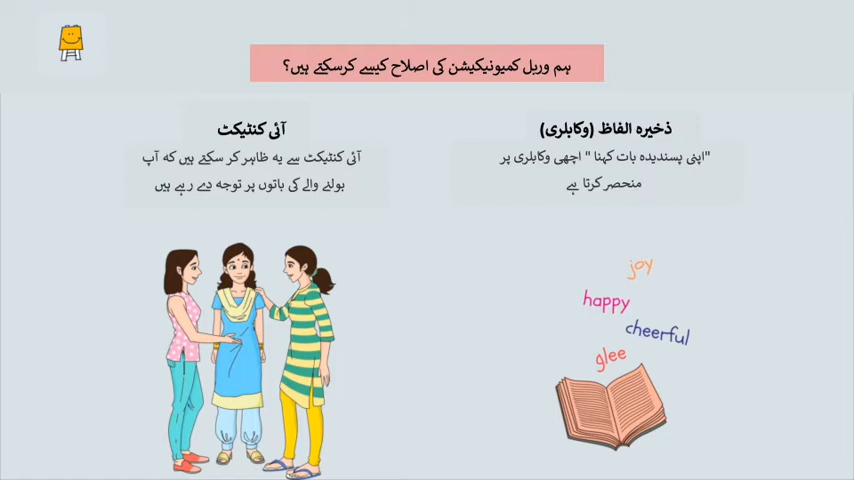 ہم وربل کمیونیکیشن کی اصلاح کیسے کرسکتے ہیں؟
ذخیرہ الفاظ (وکابلری)
"اپنی پسندیدہ بات کہنا " اچھی وکابلری پر
منحصر کرتا ہے
آئی کنٹیکٹ
آئی کنٹیکٹ سے یہ ظاہر کر سکتے ہیں کہ آپ
بولنے والے کی باتوں پر توجہ دے رہے ہیں
joy
happy
cheerful
glee